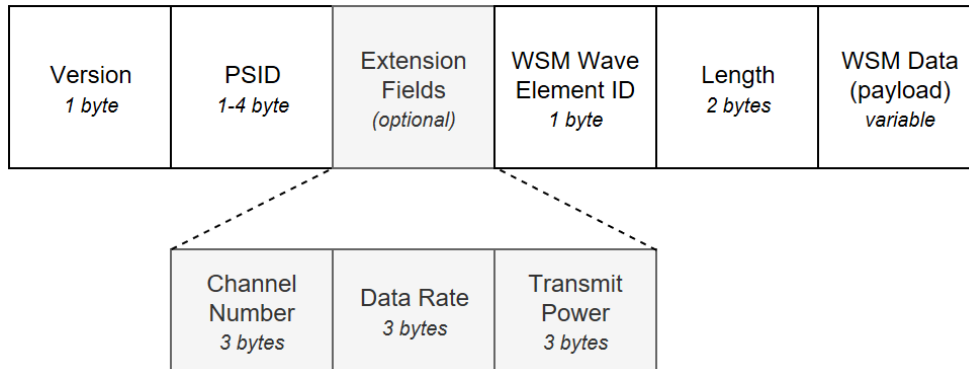 Version
1 byte
PSID
1-4 byte
Extension
Fields
(optional)
WSM Wave
Element ID
1 byte
Length
2 bytes
WSM Data
(payload)
variable
Channel
Number
3 bytes
Data Rate
3 bytes
Transmit
Power
3 bytes